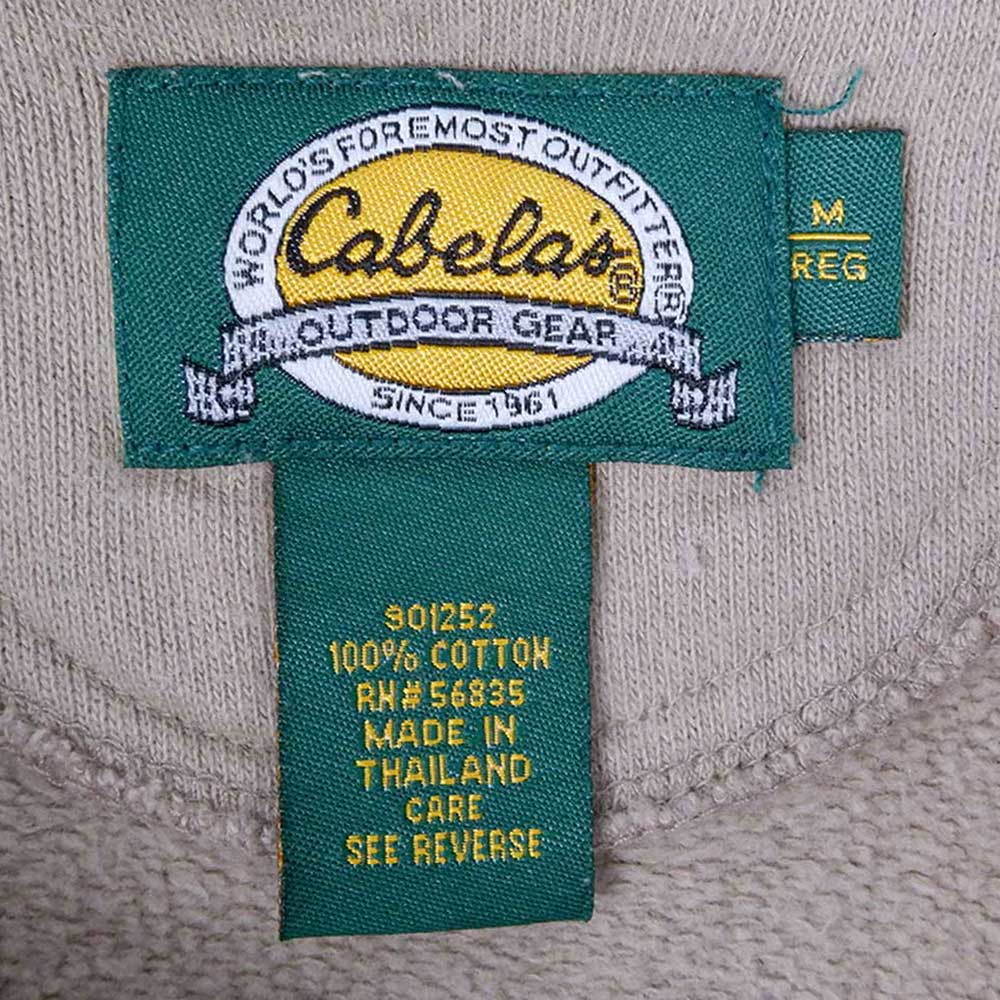 WORLD'S FOREMOST OUTFITTER®
Cabela's®
OUTDOOR GEAR
SINCE 1961
M
REG
901252
100% COTTON
RN#56835
MADE IN
THAILAND
CARE
SEE REVERSE